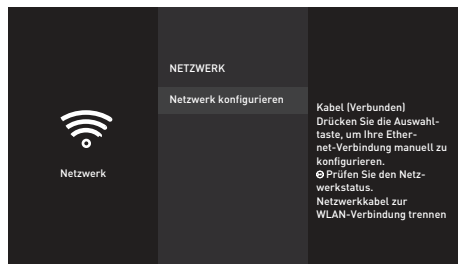 Netzwerk
NETZWERK
Netzwerk konfigurieren
Kabel (Verbunden)
Drücken Sie die Auswahl-
taste, um Ihre Ether-
net-Verbindung manuell zu
konfigurieren.
⊖ Prüfen Sie den Netz-
werkstatus.
Netzwerkkabel zur
WLAN-Verbindung trennen